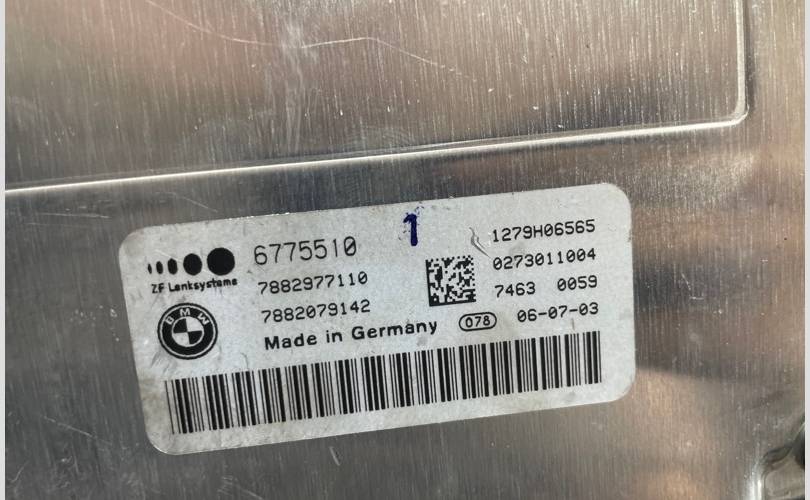 1
6775510
1279H06565
ZF Lenksysteme
7882977110
0273011004
7882079142
7463 0059
BMW
Made in Germany
078
06-07-03